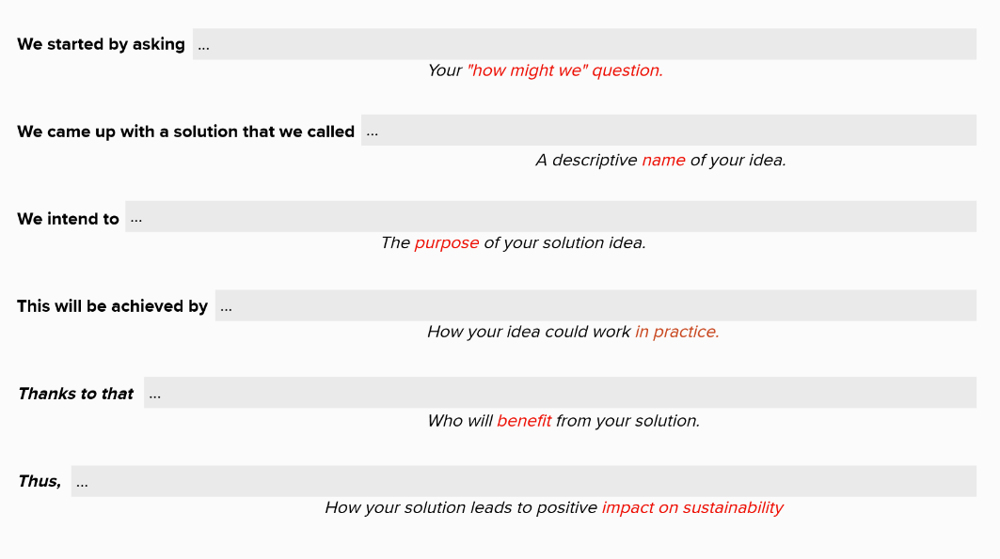 We started by asking ...
Your "how might we" question.
We came up with a solution that we called ...
A descriptive name of your idea.
We intend to ...
The purpose of your solution idea.
This will be achieved by ...
How your idea could work in practice.
Thanks to that ...
Who will benefit from your solution.
Thus, ...
How your solution leads to positive impact on sustainability